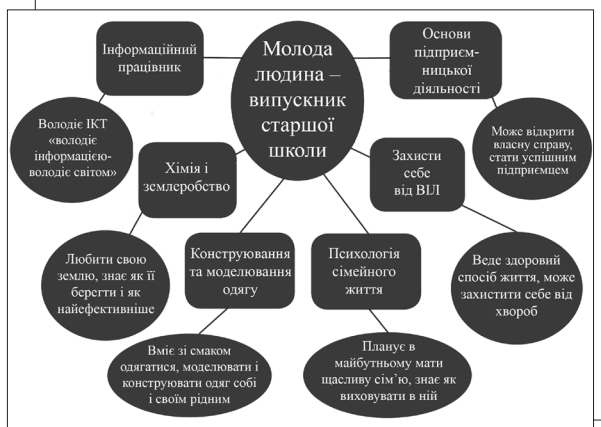 Молода
людина –
випускник
старшої
школи
Інформаційний
працівник
Основи
підприєм-
ницької
діяльності
Володіє ІКТ
«володіє
інформацією-
володіє світом»
Може відкрити
власну справу,
стати успішним
підприємцем
Хімія і
землеробство
Захисти
себе
від ВІЛ
Любити свою
землю, знає як її
берегти і як
найефективніше
Конструювання
та моделювання
одягу
Психологія
сімейного
життя
Веде здоровий
спосіб життя, може
захистити себе від
хвороб
Вміє зі смаком
одягатися, моделювати і
конструювати одяг собі
і своїм рідним
Планує в
майбутньому мати
щасливу сім’ю, знає як
виховувати в ній